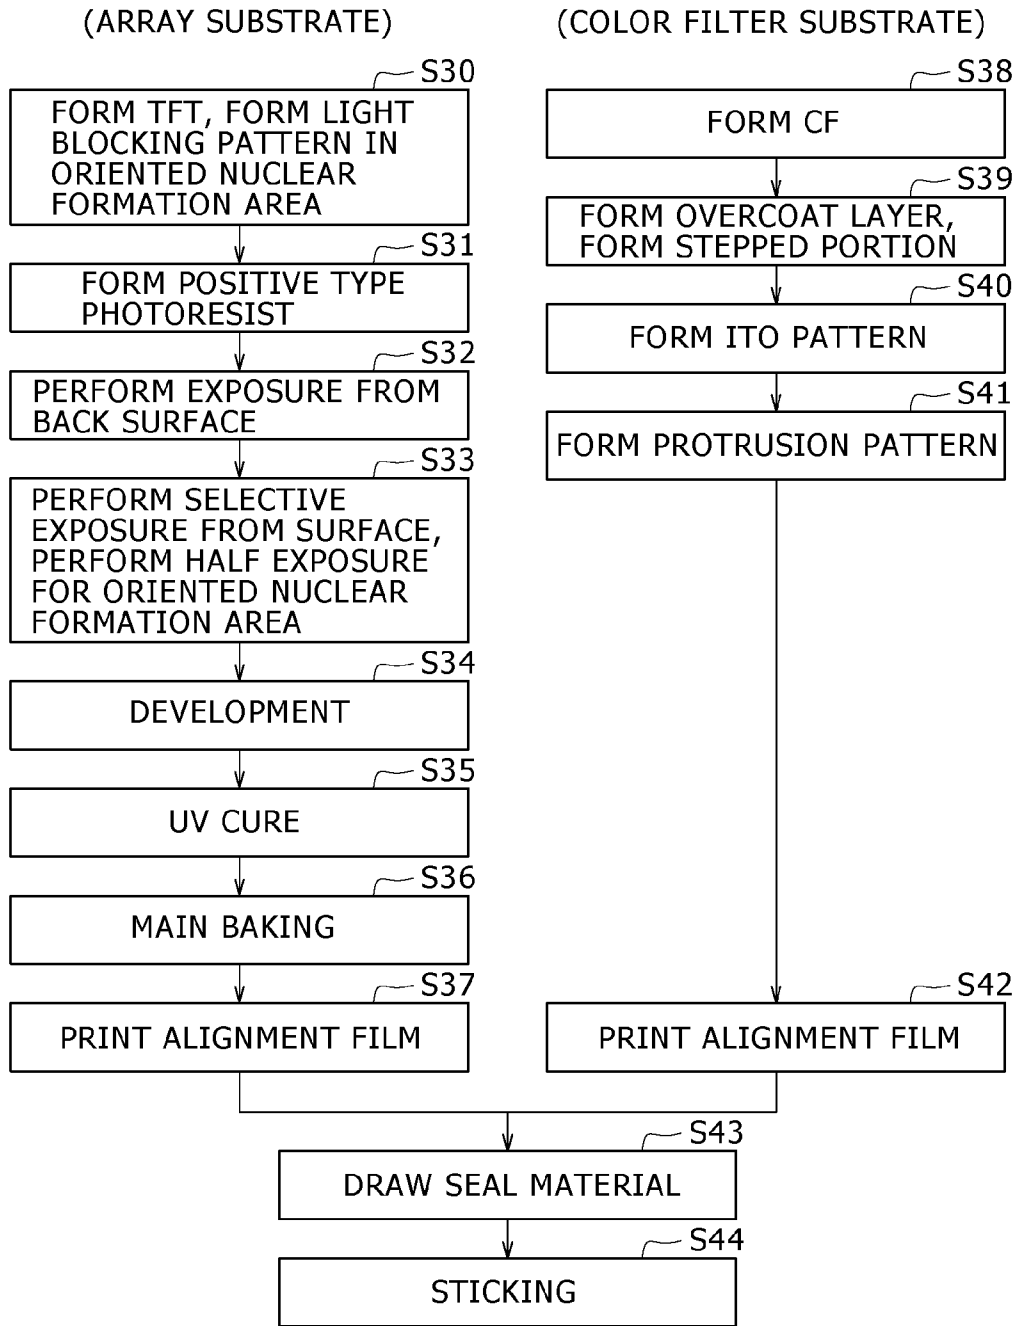 (ARRAY SUBSTRATE)
S30
FORM TFT, FORM LIGHT
BLOCKING PATTERN IN
ORIENTED NUCLEAR
FORMATION AREA
S31
FORM POSITIVE TYPE
PHOTORESIST
S32
PERFORM EXPOSURE FROM
BACK SURFACE
S33
PERFORM SELECTIVE
EXPOSURE FROM SURFACE,
PERFORM HALF EXPOSURE
FOR ORIENTED NUCLEAR
FORMATION AREA
S34
DEVELOPMENT
S35
UV CURE
S36
MAIN BAKING
S37
PRINT ALIGNMENT FILM
(COLOR FILTER SUBSTRATE)
S38
FORM CF
S39
FORM OVERCOAT LAYER,
FORM STEPPED PORTION
S40
FORM ITO PATTERN
S41
FORM PROTRUSION PATTERN
S42
PRINT ALIGNMENT FILM
S43
DRAW SEAL MATERIAL
S44
STICKING